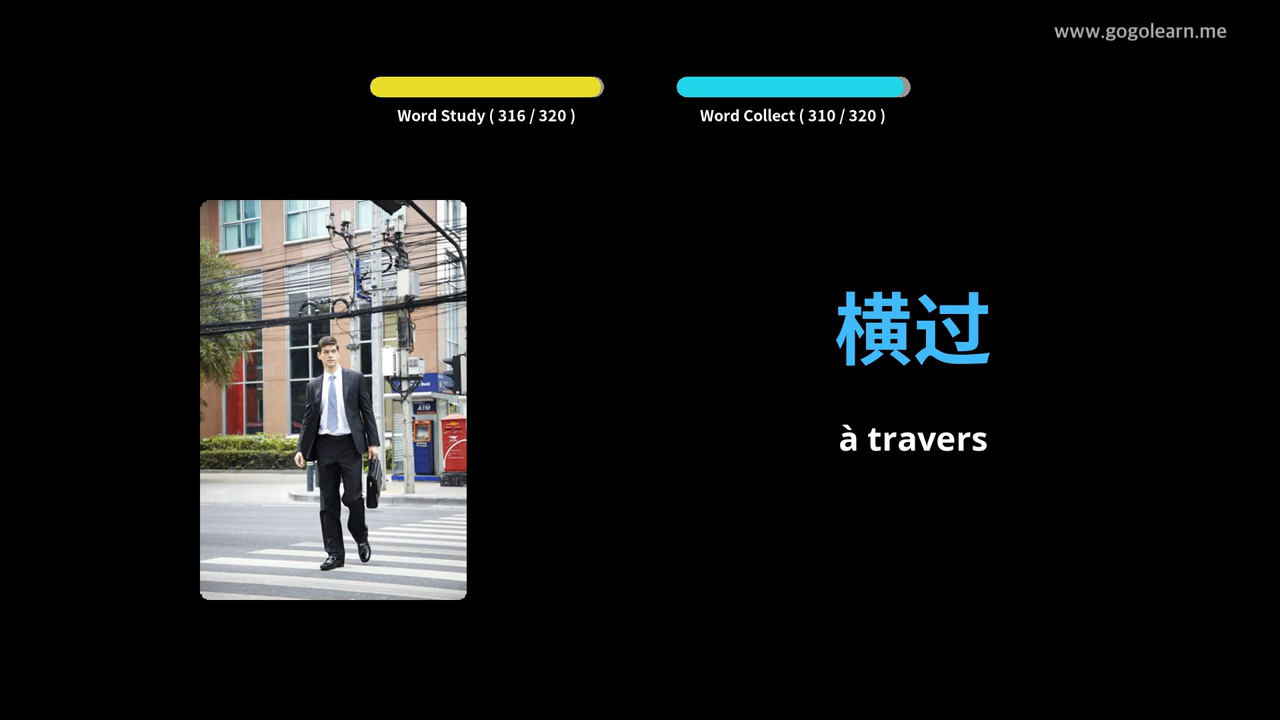 www.gogolearn.me
Word Study ( 316 / 320 )
Word Collect ( 310 / 320 )
横过
à travers
ATM